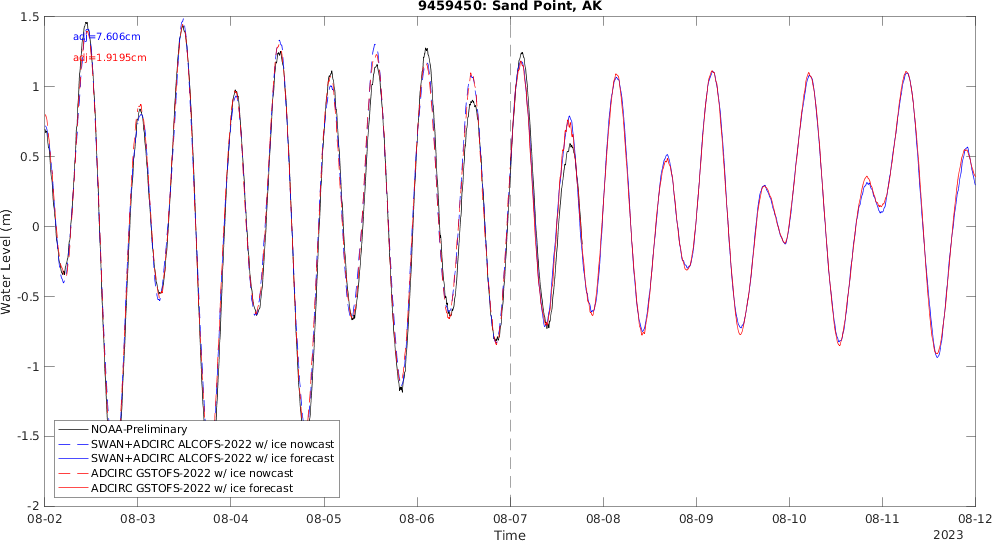 9459450: Sand Point, AK
1.5
1
0.5
0
-0.5
-1
-1.5
-2
Water Level (m)
adj=7.606cm
adj=1.9195cm
NOAA-Preliminary
SWAN+ADCIRC ALCOFS-2022 w/ ice nowcast
SWAN+ADCIRC ALCOFS-2022 w/ ice forecast
ADCIRC GSTOFS-2022 w/ ice nowcast
ADCIRC GSTOFS-2022 w/ ice forecast
08-02 08-03 08-04 08-05 08-06 08-07 08-08 08-09 08-10 08-11 08-12
Time
2023